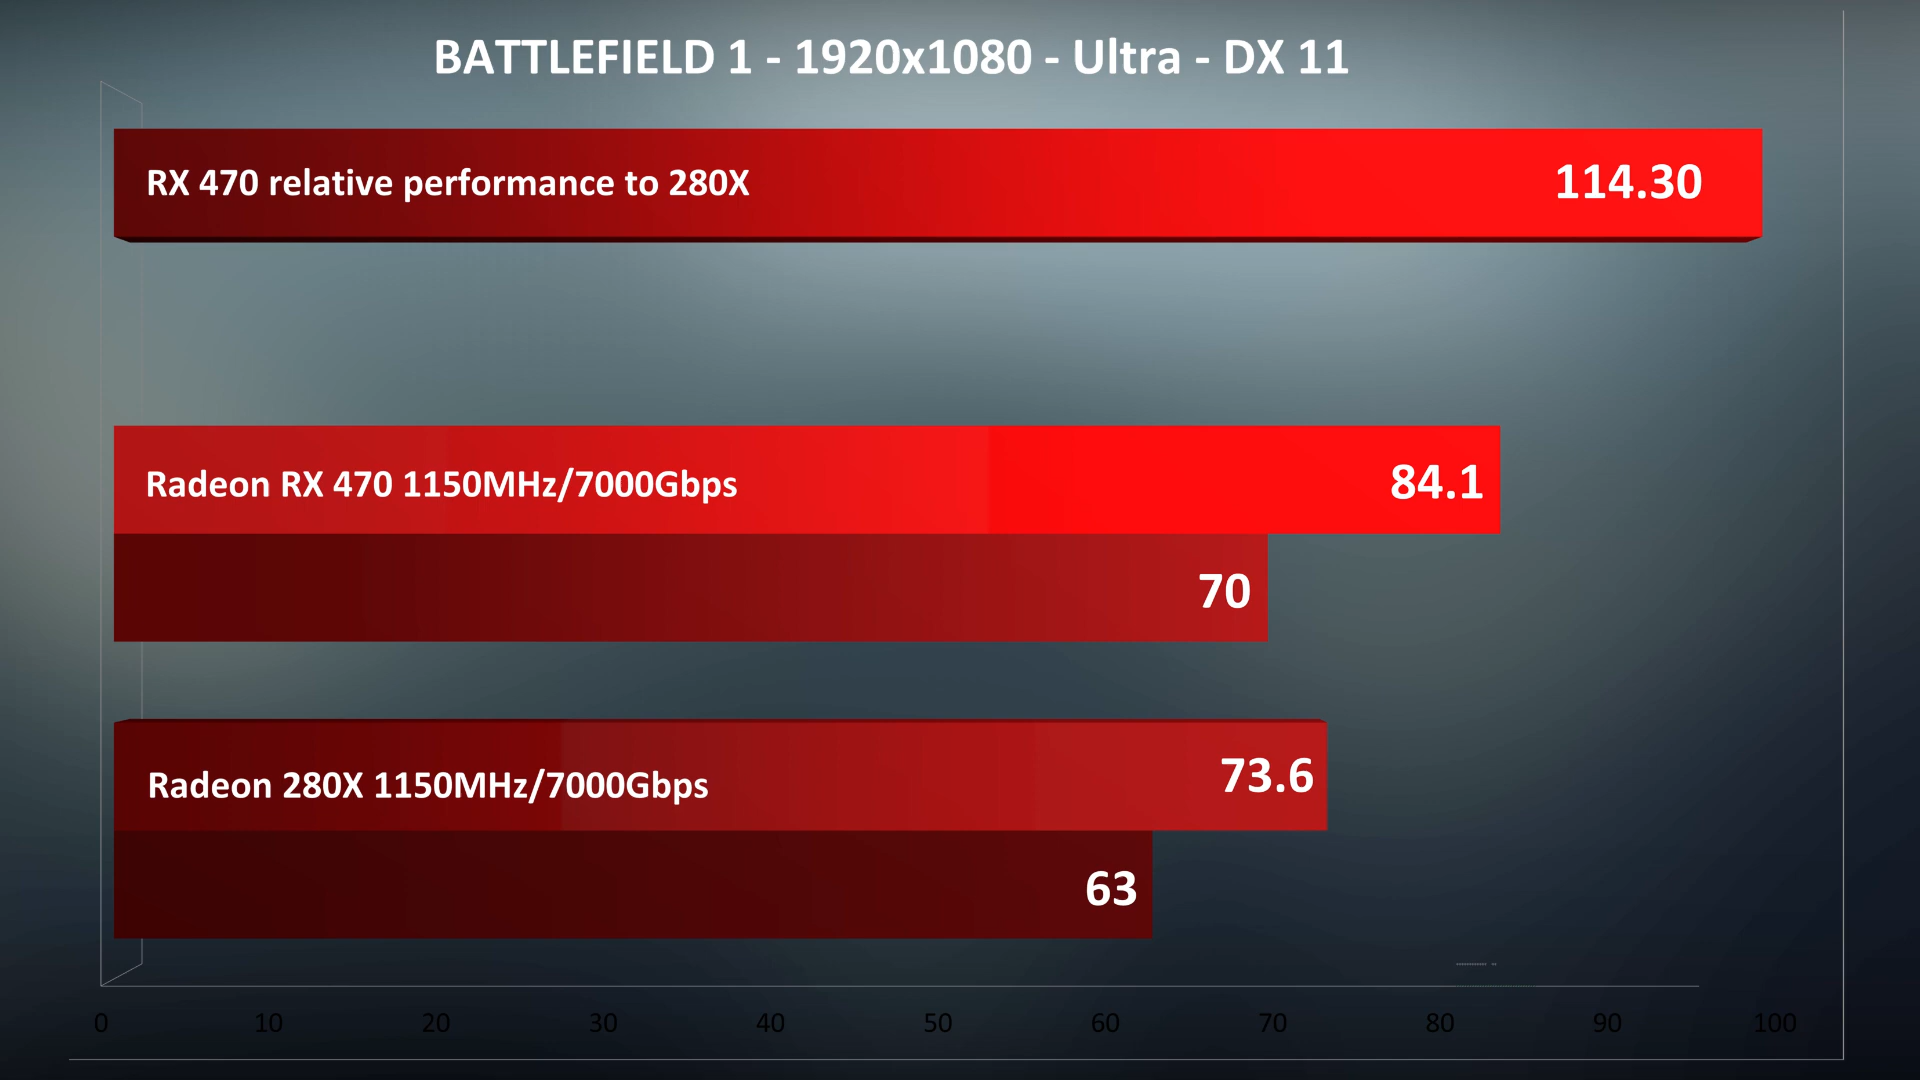 BATTLEFIELD 1 - 1920x1080 - Ultra - DX 11
RX 470 relative performance to 280X 114.30
Radeon RX 470 1150MHz/7000Gbps 84.1
70
Radeon 280X 1150MHz/7000Gbps 73.6
63
0 10 20 30 40 50 60 70 80 90 100